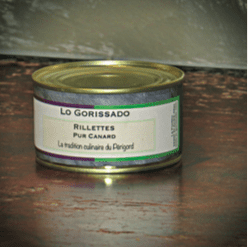 Lo Gorissado
Rillettes
Pur Canard
La tradition culinaire du Périgord